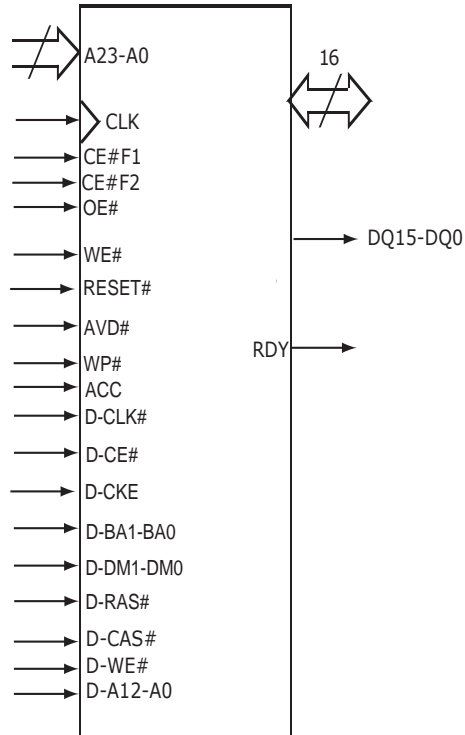 A23-A0
16
CLK
CE#F1
CE#F2
OE#
DQ15-DQ0
WE#
RESET#
AVD#
RDY
WP#
ACC
D-CLK#
D-CE#
D-CKE
D-BA1-BA0
D-DM1-DM0
D-RAS#
D-CAS#
D-WE#
D-A12-A0